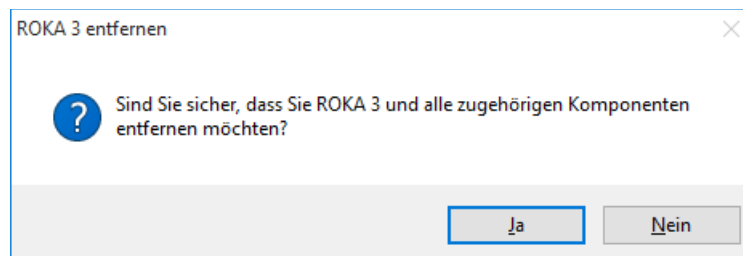 ROKA 3 entfernen
Sind Sie sicher, dass Sie ROKA 3 und alle zugehörigen Komponenten
entfernen möchten?
Ja
Nein